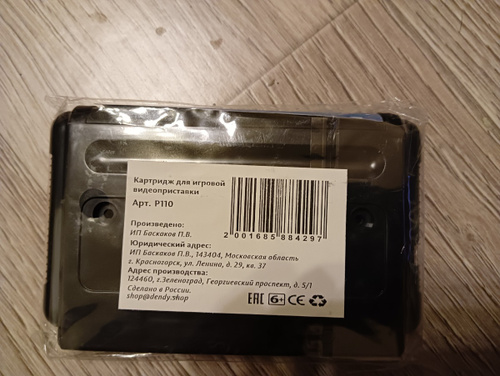 Картридж для игровой
видеоприставки
Арт. P110
2 001685 884297
Произведено:
ИП Баскаков П.В.
Юридический адрес:
ИП Баскаков П.В., 143404, Московская область
г. Красногорск, ул. Ленина, д. 29, кв. 37
Адрес производства:
124460, г.Зеленоград, Георгиевский проспект, д. 5/1
Сделано в России.
shop@dendy.shop
EAC 6+ CE